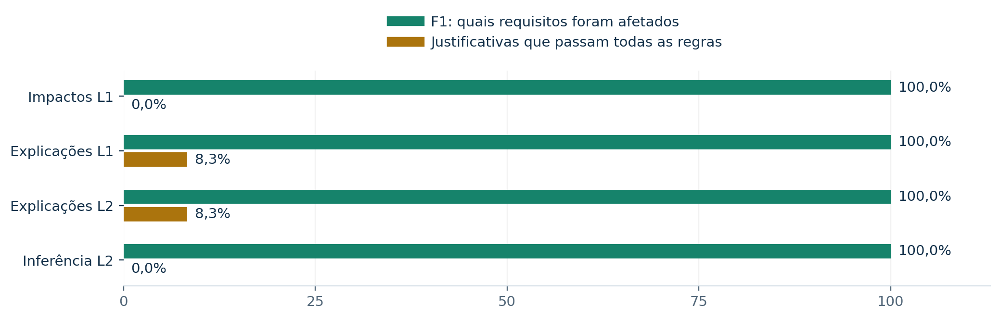 F1: quais requisitos foram afetados
Justificativas que passam todas as regras
Impactos L1
100,0%
0,0%
Explicações L1
100,0%
8,3%
Explicações L2
100,0%
8,3%
Inferência L2
100,0%
0,0%
0 25 50 75 100